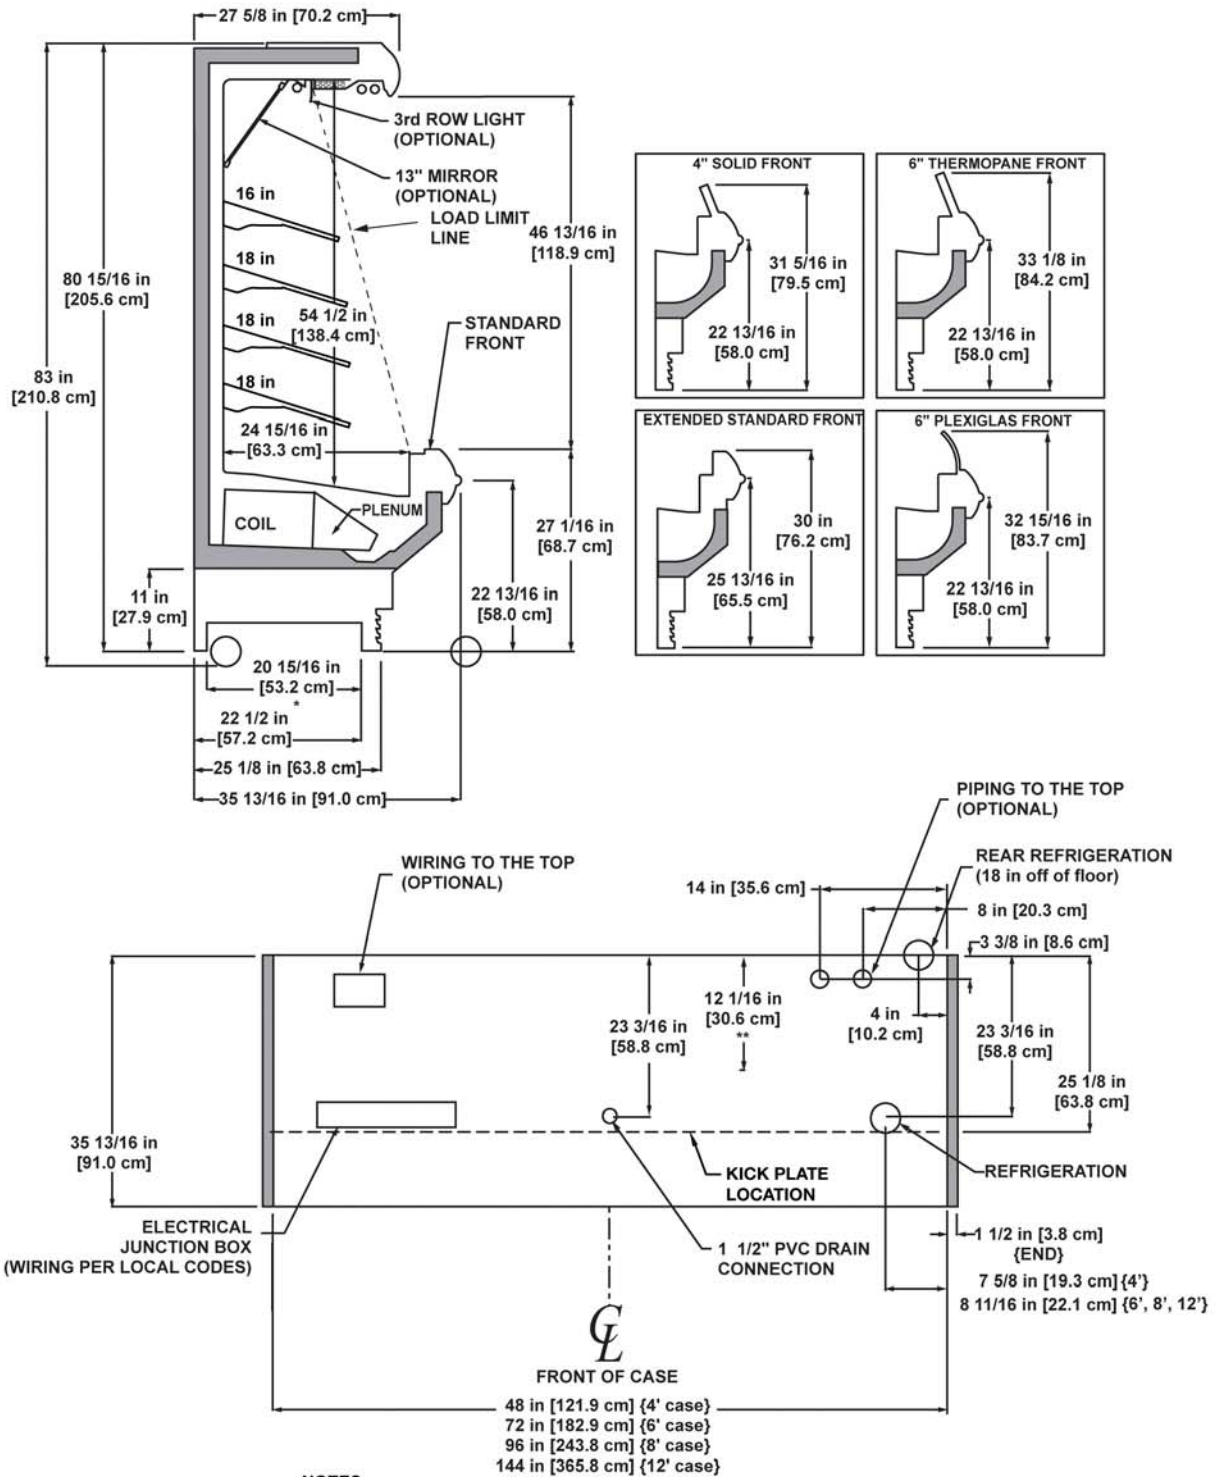 27 5/8 in [70.2 cm]
3rd ROW LIGHT
(OPTIONAL)
13" MIRROR
(OPTIONAL)
LOAD LIMIT
LINE
16 in
18 in
18 in
18 in
80 15/16 in
[205.6 cm]
83 in
[210.8 cm]
54 1/2 in
[138.4 cm]
46 13/16 in
[118.9 cm]
STANDARD
FRONT
24 15/16 in
[63.3 cm]
COIL
PLENUM
27 1/16 in
[68.7 cm]
22 13/16 in
[58.0 cm]
11 in
[27.9 cm]
20 15/16 in
[53.2 cm]
*
22 1/2 in
[57.2 cm]
25 1/8 in [63.8 cm]
35 13/16 in [91.0 cm]
4" SOLID FRONT
31 5/16 in
[79.5 cm]
22 13/16 in
[58.0 cm]
6" THERMOPANE FRONT
33 1/8 in
[84.2 cm]
22 13/16 in
[58.0 cm]
EXTENDED STANDARD FRONT
30 in
[76.2 cm]
25 13/16 in
[65.5 cm]
6" PLEXIGLAS FRONT
32 15/16 in
[83.7 cm]
22 13/16 in
[58.0 cm]
PIPING TO THE TOP
(OPTIONAL)
WIRING TO THE TOP
(OPTIONAL)
REAR REFRIGERATION
(18 in off of floor)
14 in [35.6 cm]
8 in [20.3 cm]
3 3/8 in [8.6 cm]
12 1/16 in
[30.6 cm]
**
23 3/16 in
[58.8 cm]
4 in
[10.2 cm]
23 3/16 in
[58.8 cm]
25 1/8 in
[63.8 cm]
35 13/16 in
[91.0 cm]
KICK PLATE
LOCATION
REFRIGERATION
ELECTRICAL
JUNCTION BOX
(WIRING PER LOCAL CODES)
1 1/2" PVC DRAIN
CONNECTION
1 1/2 in [3.8 cm]
{END}
7 5/8 in [19.3 cm] {4'}
8 11/16 in [22.1 cm] {6', 8', 12'}
CL
FRONT OF CASE
48 in [121.9 cm] {4' case}
72 in [182.9 cm] {6' case}
96 in [243.8 cm] {8' case}
144 in [365.8 cm] {12' case}